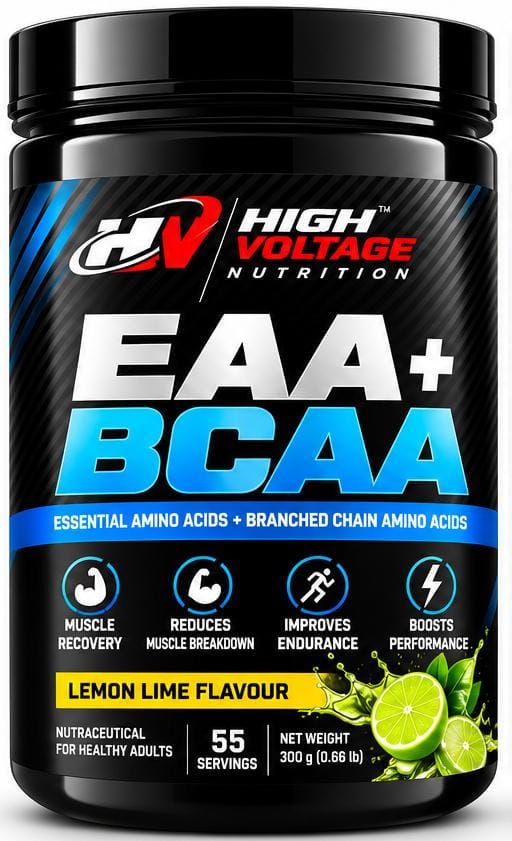 HV
HIGH™
VOLTAGE
NUTRITION
EAA+
BCAA
ESSENTIAL AMINO ACIDS + BRANCHED CHAIN AMINO ACIDS
MUSCLE
RECOVERY
REDUCES
MUSCLE BREAKDOWN
IMPROVES
ENDURANCE
BOOSTS
PERFORMANCE
LEMON LIME FLAVOUR
NUTRACEUTICAL
FOR HEALTHY ADULTS
55
SERVINGS
NET WEIGHT
300 g (0.66 lb)